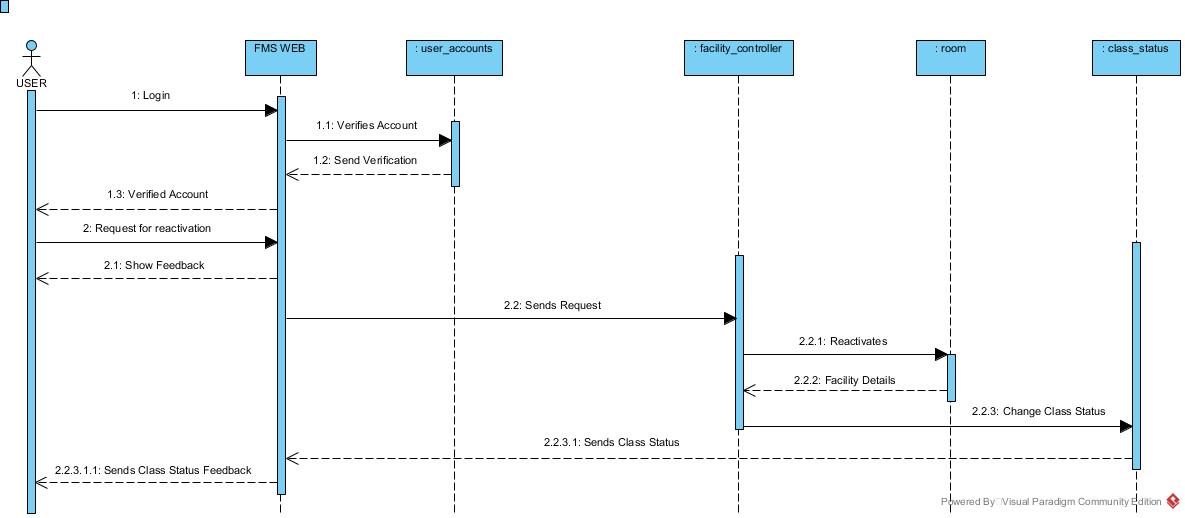 FMS WEB
: user_accounts
: facility_controller
: room
: class_status
USER
1: Login
1.1: Verifies Account
1.2: Send Verification
1.3: Verified Account
2: Request for reactivation
2.1: Show Feedback
2.2: Sends Request
2.2.1: Reactivates
2.2.2: Facility Details
2.2.3: Change Class Status
2.2.3.1: Sends Class Status
2.2.3.1.1: Sends Class Status Feedback
Powered By Visual Paradigm Community Edition